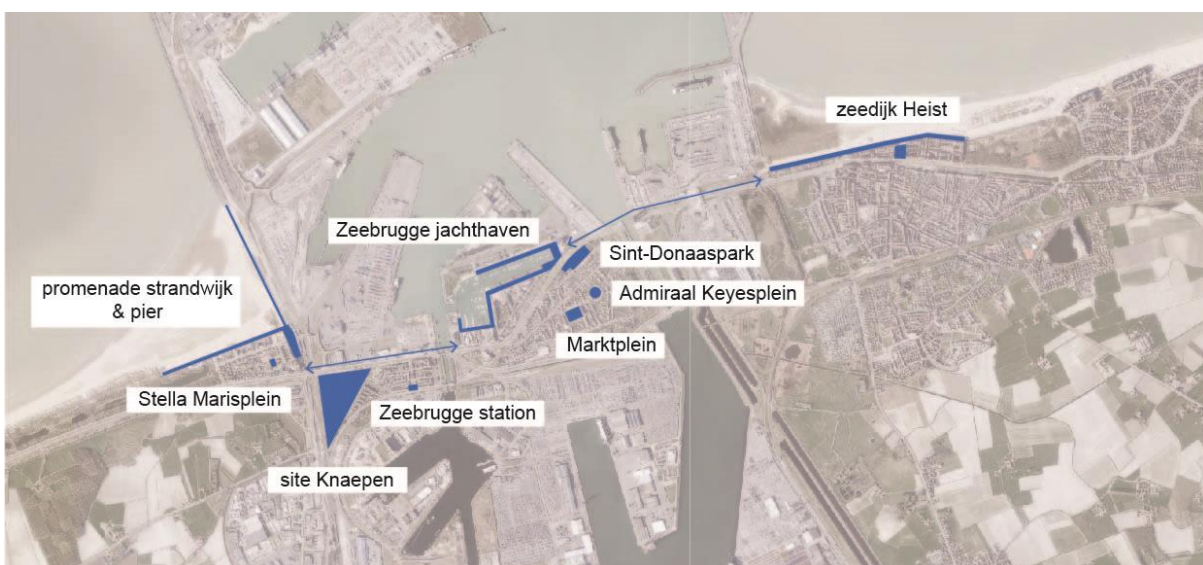 zeedijk Heist
Zeebrugge jachthaven
Sint-Donaaspark
promenade strandwijk
& pier
Admiraal Keyesplein
Marktplein
Stella Marisplein
Zeebrugge station
site Knaepen